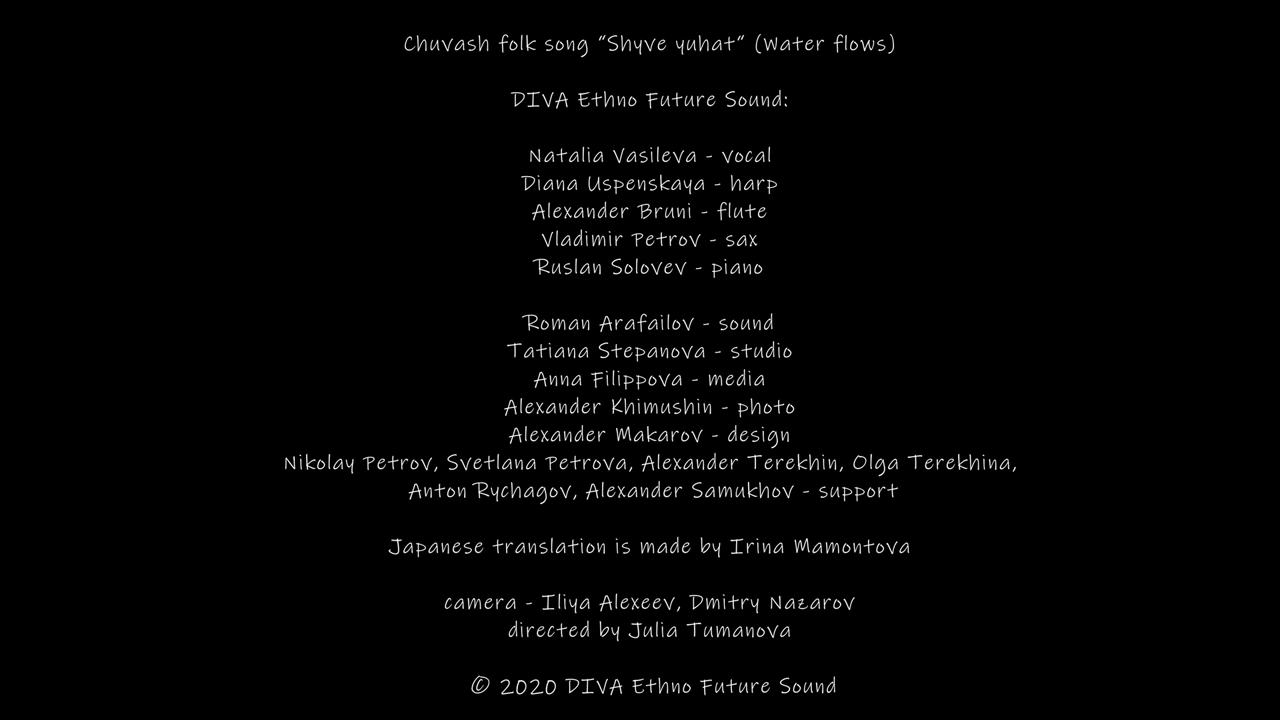 Chuvash folk song “Shyve yuhat“ (Water flows)
DIVA Ethno Future Sound:
Natalia Vasileva - vocal
Diana Uspenskaya - harp
Alexander Bruni - flute
Vladimir Petrov - sax
Ruslan Solovev - piano
Roman Arafailov - sound
Tatiana Stepanova - studio
Anna Filippova - media
Alexander Khimushin - photo
Alexander Makarov - design
Nikolay Petrov, Svetlana Petrova, Alexander Terekhin, Olga Terekhina,
Anton Rychagov, Alexander Samukhov - support
Japanese translation is made by Irina Mamontova
camera - Iliya Alexeev, Dmitry Nazarov
directed by Julia Tumanova
© 2020 DIVA Ethno Future Sound